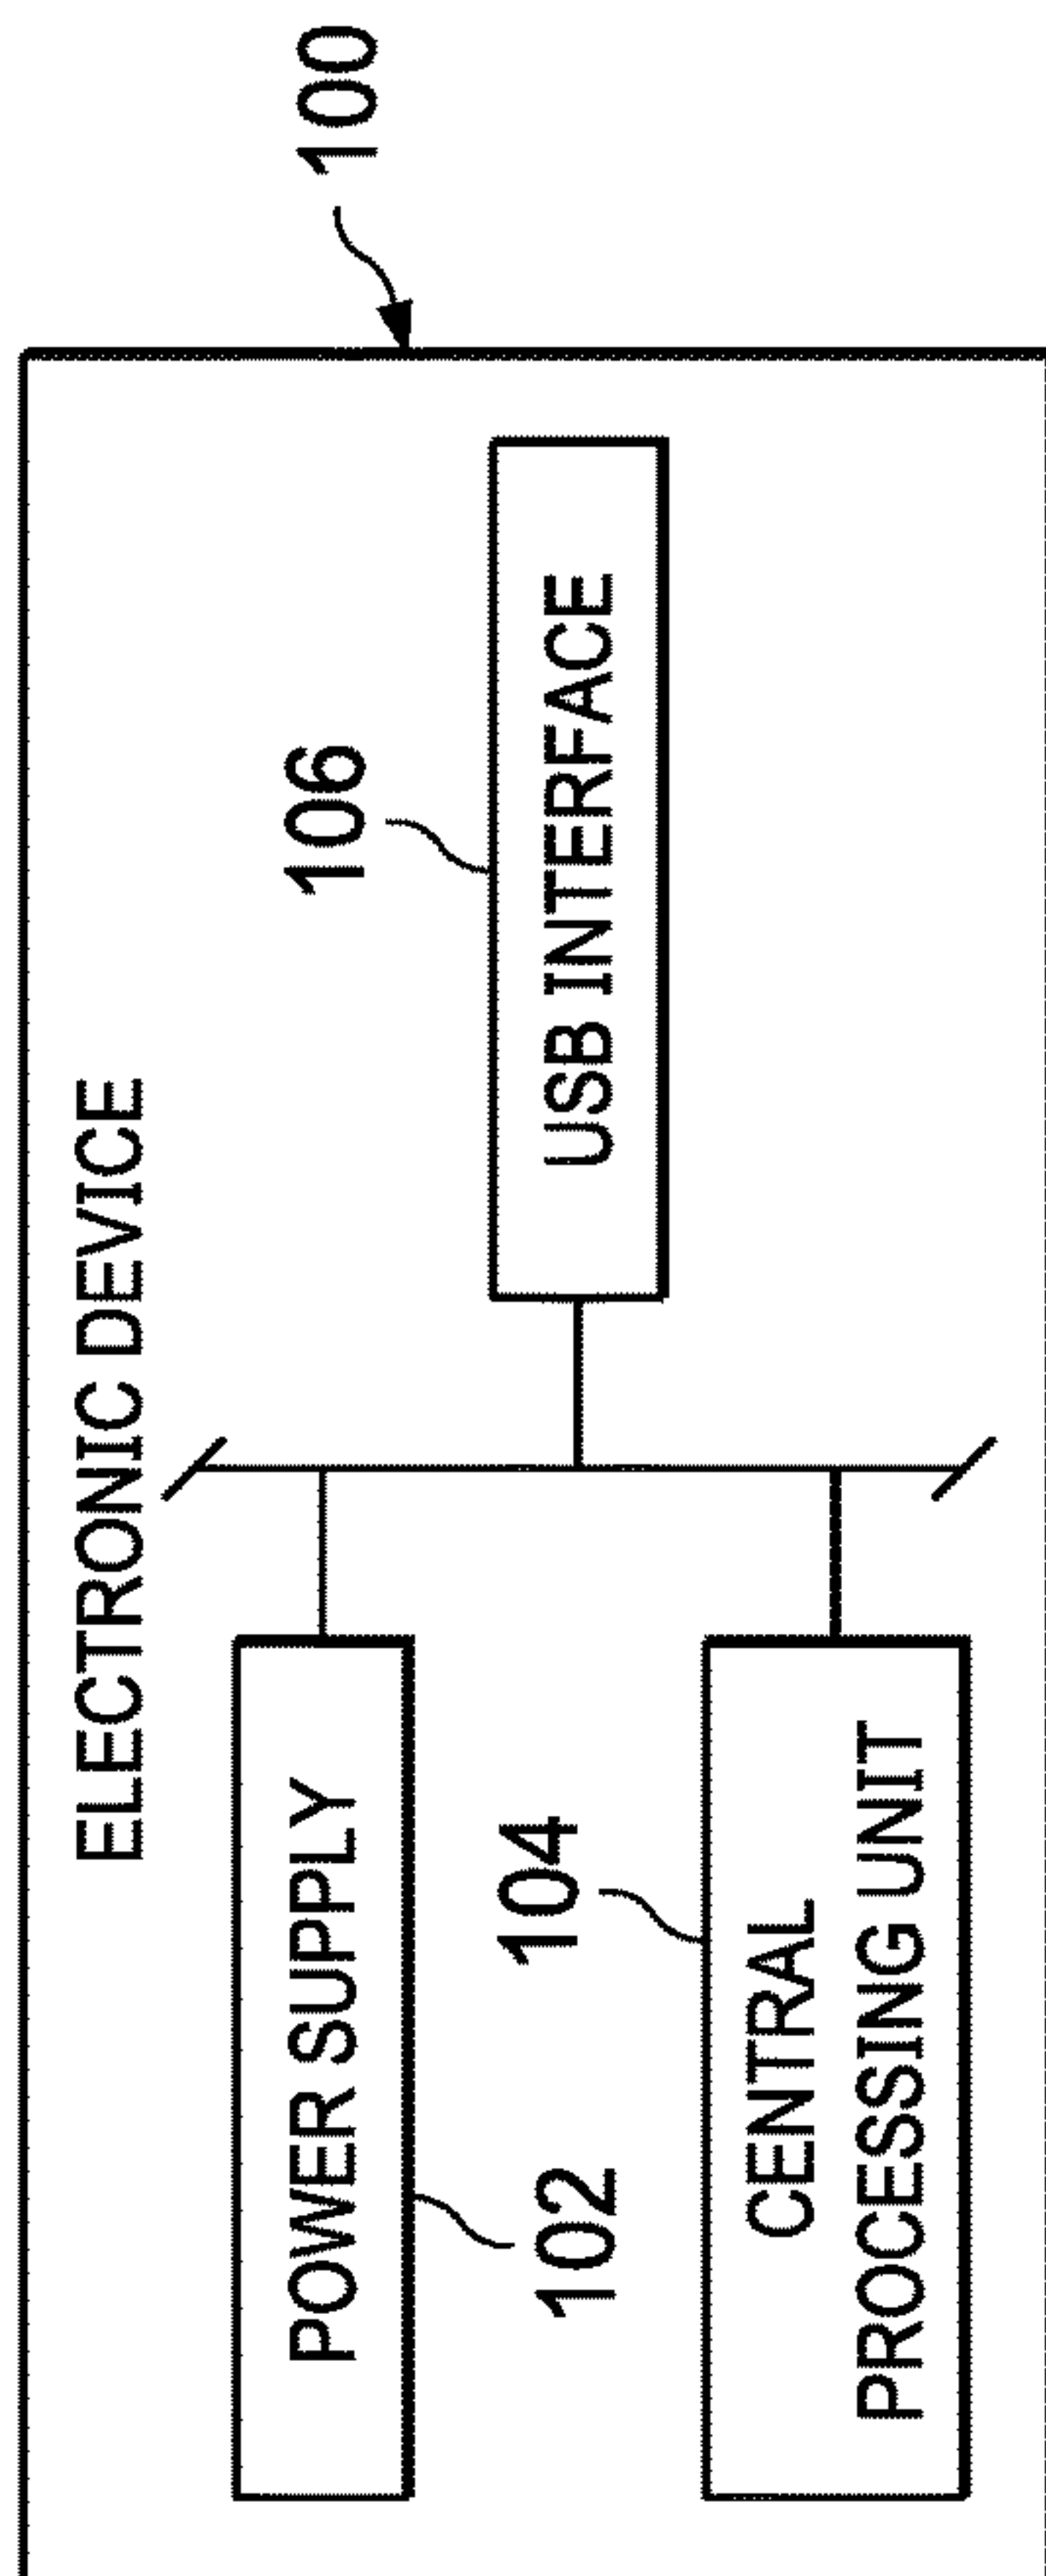 ELECTRONIC DEVICE
100
POWER SUPPLY
106
102
104
USB INTERFACE
CENTRAL
PROCESSING UNIT